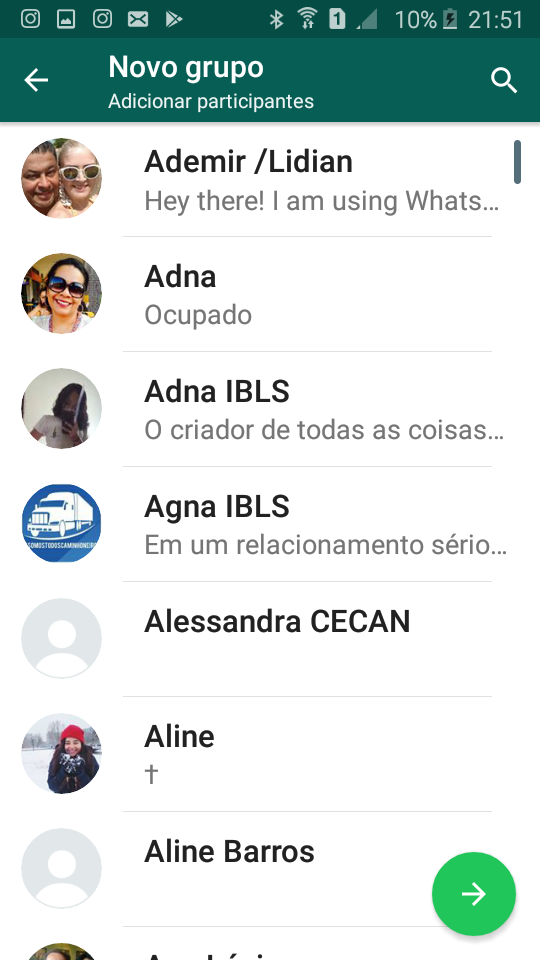 10% 21:51
Novo grupo
Adicionar participantes
Ademir /Lidian
Hey there! I am using Whats...
Adna
Ocupado
Adna IBLS
O criador de todas as coisas...
Agna IBLS
Em um relacionamento sério...
SOMOSTODOSCAMINHONEIRO
Alessandra CECAN
Aline
†
Aline Barros